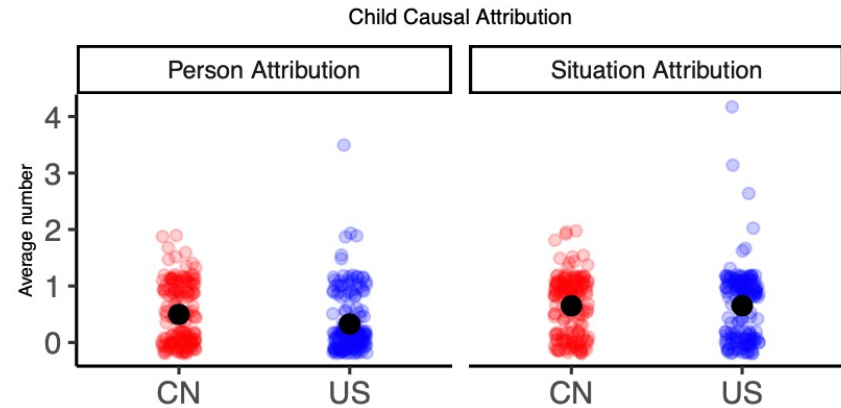 Child Causal Attribution
Person Attribution
Situation Attribution
Average number
4
3
2
1
0
CN
US
CN
US